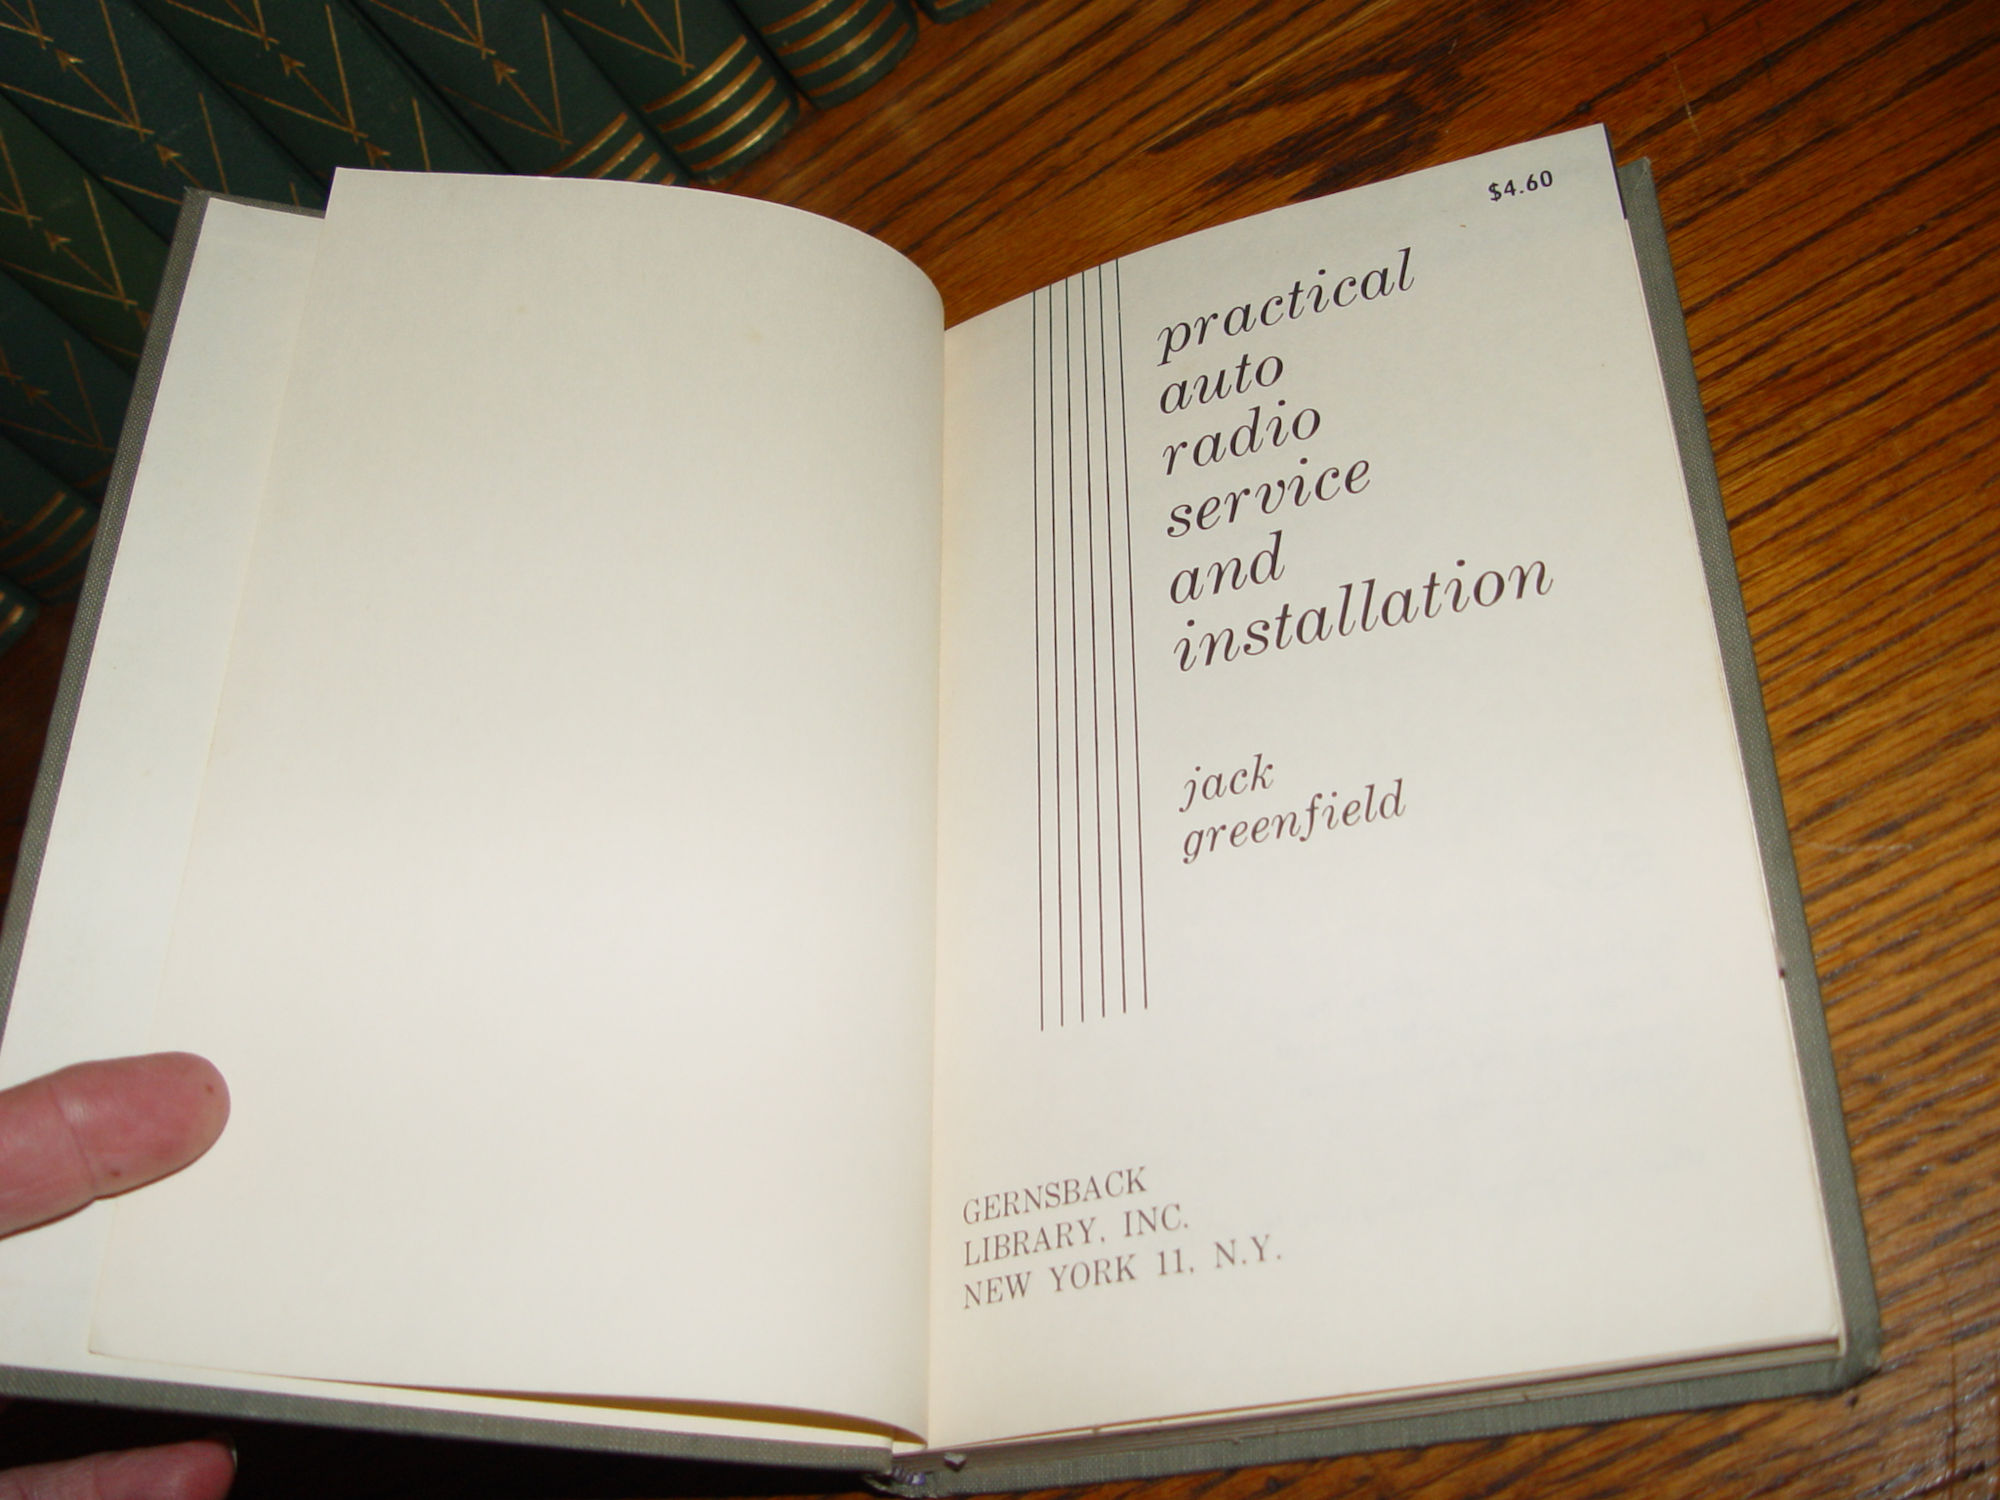 $4.60
practical
auto
radio
service
and
installation
jack
greenfield
GERNSBACK
LIBRARY, INC.
NEW YORK 11, N.Y.